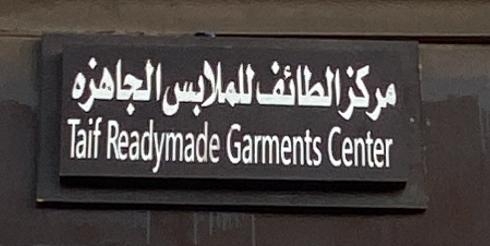 مركز الطائف للملابس الجاهزه
Taif Readymade Garments Center